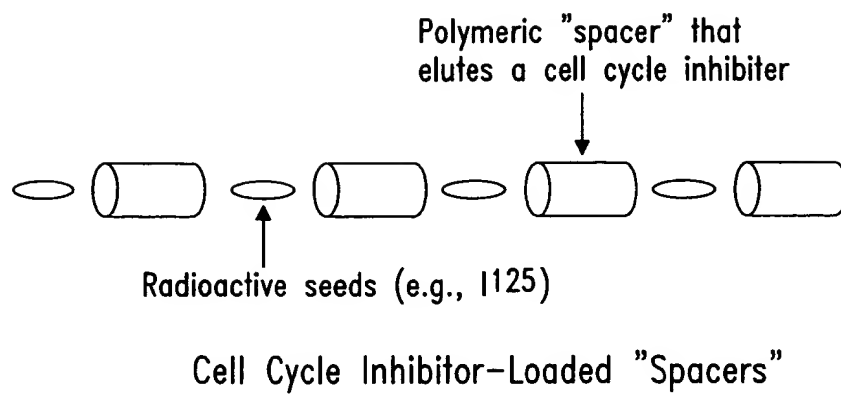 Polymeric "spacer" that
elutes a cell cycle inhibiter
Radioactive seeds (e.g., I125)
Cell Cycle Inhibitor-Loaded "Spacers"